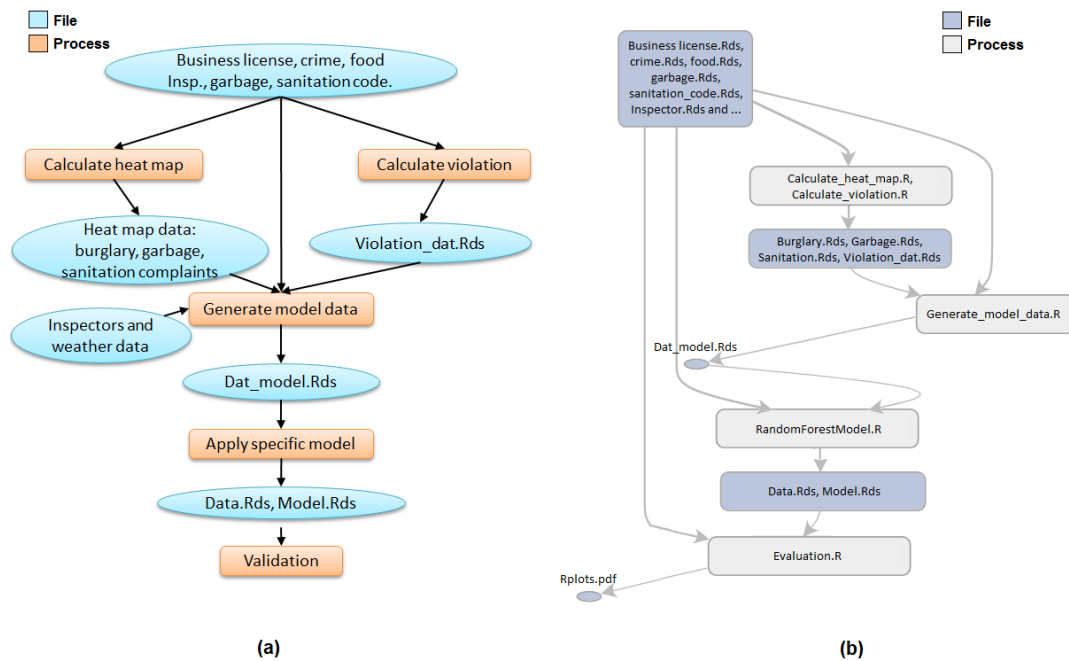 File
Process
Business license, crime, food
Insp., garbage, sanitation code.
Calculate heat map
Calculate violation
Heat map data:
burglary, garbage,
sanitation complaints
Violation_dat.Rds
Generate model data
Inspectors and
weather data
Dat_model.Rds
Apply specific model
Data.Rds, Model.Rds
Validation
(a)
File
Process
Business license.Rds,
crime.Rds, food.Rds,
garbage.Rds,
sanitation_code.Rds,
Inspector.Rds and ...
Calculate_heat_map.R,
Calculate_violation.R
Burglary.Rds, Garbage.Rds,
Sanitation.Rds, Violation_dat.Rds
Generate_model_data.R
Dat_model.Rds
RandomForestModel.R
Data.Rds, Model.Rds
Evaluation.R
Rplots.pdf
(b)